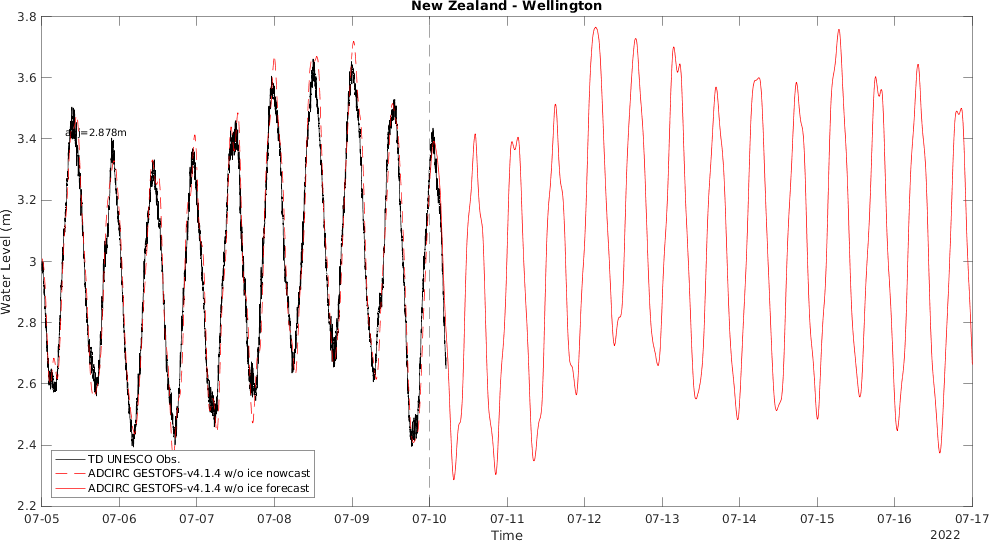 New Zealand - Wellington
3.8
3.6
3.4
3.2
3
2.8
2.6
2.4
2.2
Water Level (m)
=2.878m
TD UNESCO Obs.
ADCIRC GESTOFS-v4.1.4 w/o ice nowcast
ADCIRC GESTOFS-v4.1.4 w/o ice forecast
07-05 07-06 07-07 07-08 07-09 07-10 07-11 07-12 07-13 07-14 07-15 07-16 07-17
Time
2022